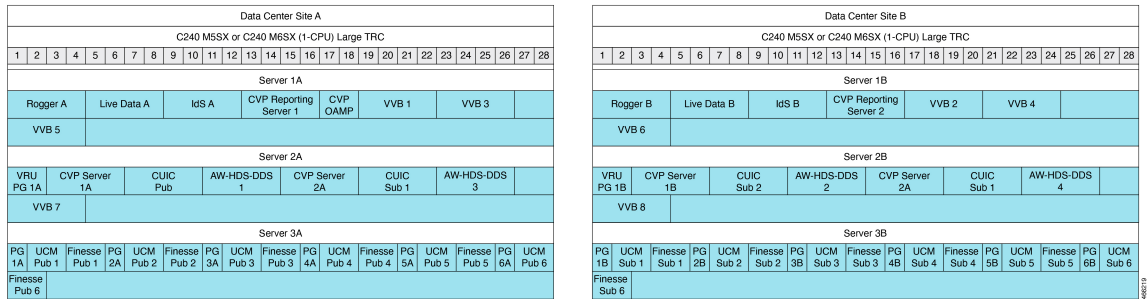 Data Center Site A
C240 M5SX or C240 M6SX (1-CPU) Large TRC
1 2 3 4 5 6 7 8 9 10 11 12 13 14 15 16 17 18 19 20 21 22 23 24 25 26 27 28
Server 1A
Rogger A
Live Data A
IdS A
CVP Reporting
Server 1
CVP
OAMP
VVB 1
VVB 3
VVB 5
Server 2A
VRU
PG 1A
CVP Server
1A
CUIC
Pub
AW-HDS-DDS
1
CVP Server
2A
CUIC
Sub 1
AW-HDS-DDS
3
VVB 7
Server 3A
PG
1A
UCM
Pub 1
Finesse
Pub 1
PG
2A
UCM
Pub 2
Finesse
Pub 2
PG
3A
UCM
Pub 3
Finesse
Pub 3
PG
4A
UCM
Pub 4
Finesse
Pub 4
PG
5A
UCM
Pub 5
Finesse
Pub 5
PG
6A
UCM
Pub 6
Finesse
Pub 6
Data Center Site B
C240 M5SX or C240 M6SX (1-CPU) Large TRC
1 2 3 4 5 6 7 8 9 10 11 12 13 14 15 16 17 18 19 20 21 22 23 24 25 26 27 28
Server 1B
Rogger B
Live Data B
IdS B
CVP Reporting
Server 2
VVB 2
VVB 4
VVB 6
Server 2B
VRU
PG 1B
CVP Server
1B
CUIC
Sub 2
AW-HDS-DDS
2
CVP Server
2A
CUIC
Sub 1
AW-HDS-DDS
4
VVB 8
Server 3B
PG
1B
UCM
Sub 1
Finesse
Sub 1
PG
2B
UCM
Sub 2
Finesse
Sub 2
PG
3B
UCM
Sub 3
Finesse
Sub 3
PG
4B
UCM
Sub 4
Finesse
Sub 4
PG
5B
UCM
Sub 5
Finesse
Sub 5
PG
6B
UCM
Sub 6
Finesse
Sub 6